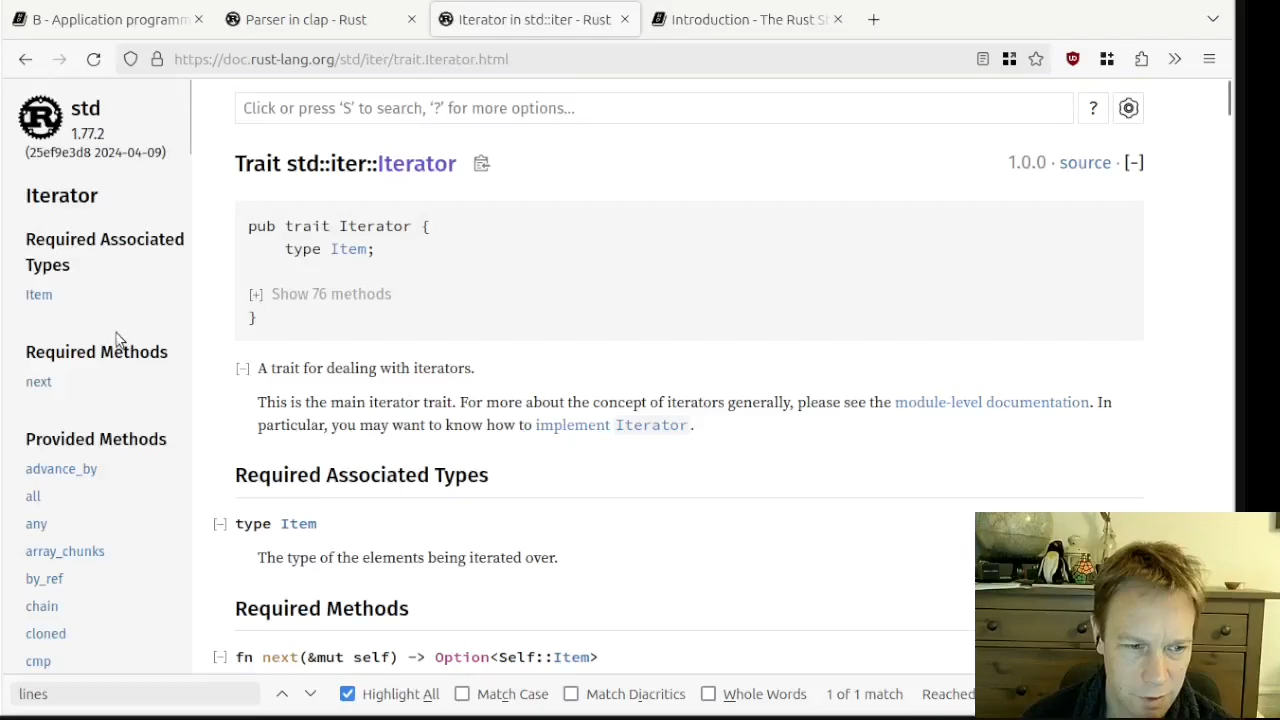 B - Application programm
Parser in clap - Rust
Iterator in std::iter - Rust
Introduction - The Rust St
https://doc.rust-lang.org/std/iter/trait.Iterator.html
std
1.77.2
(25ef9e3d8 2024-04-09)
Iterator
Required Associated
Types
Item
Required Methods
next
Provided Methods
advance_by
all
any
array_chunks
by_ref
chain
cloned
cmp
Click or press ‘S’ to search, ‘?’ for more options…
?
Trait std::iter::Iterator
1.0.0 · source · [-]
pub trait Iterator {
type Item;
[+] Show 76 methods
}
[-] A trait for dealing with iterators.
This is the main iterator trait. For more about the concept of iterators generally, please see the module-level documentation. In
particular, you may want to know how to implement Iterator.
Required Associated Types
[-] type Item
The type of the elements being iterated over.
Required Methods
[-] fn next(&mut self) -> Option<Self::Item>
lines
Highlight All
Match Case
Match Diacritics
Whole Words
1 of 1 match
Reached